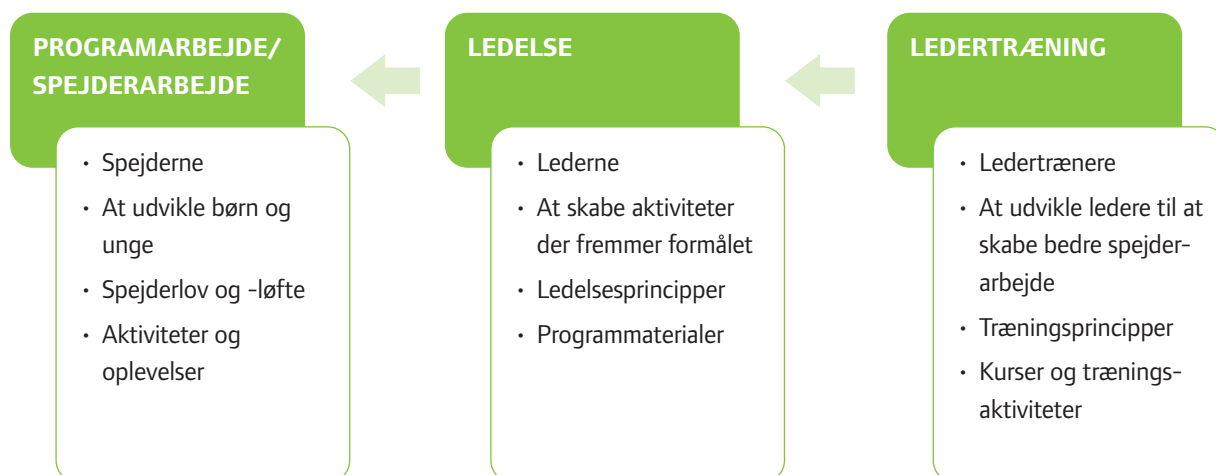 PROGRAMARBEJDE/
SPEJDERARBEJDE
• Spejderne
• At udvikle børn og
unge
• Spejderlov og -løfte
• Aktiviteter og
oplevelser
LEDELSE
• Lederne
• At skabe aktiviteter
der fremmer formålet
• Ledelsesprincipper
• Programmaterialer
LEDERTRÆNING
• Ledertrænere
• At udvikle ledere til at
skabe bedre spejder-
arbejde
• Træningsprincipper
• Kurser og trænings-
aktiviteter